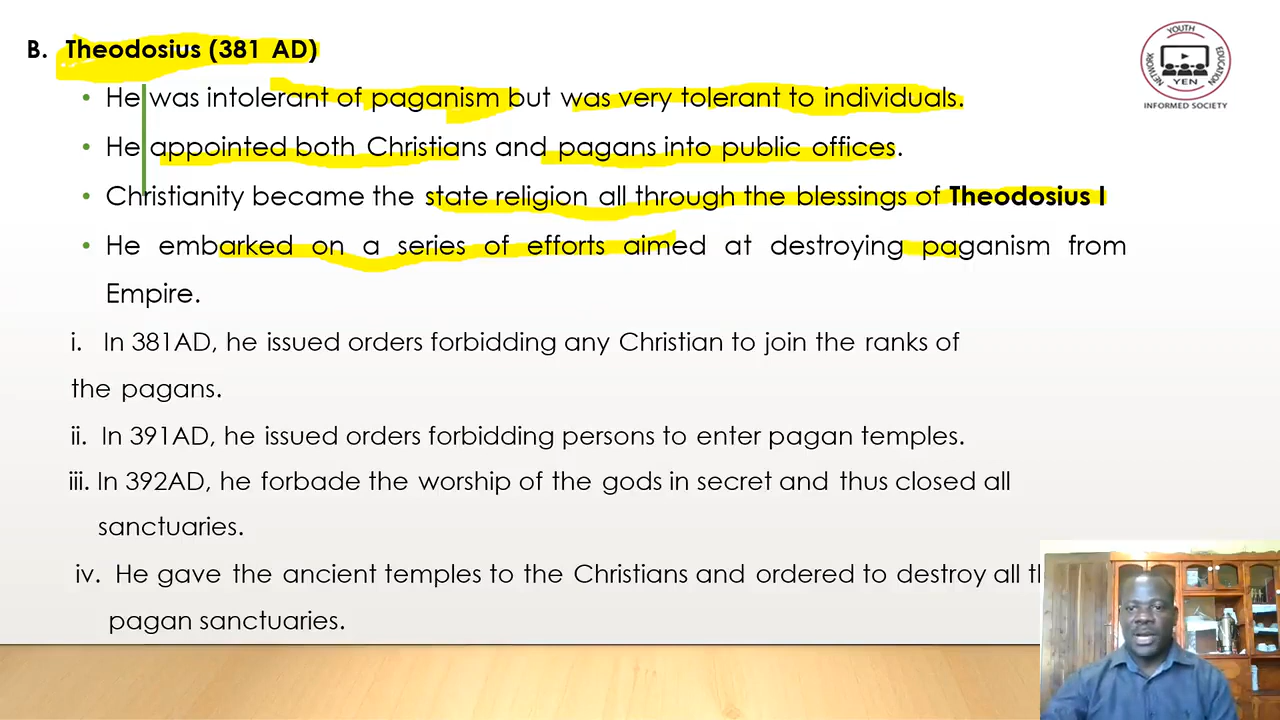 B. Theodosius (381 AD)
• He was intolerant of paganism but was very tolerant to individuals.
• He appointed both Christians and pagans into public offices.
• Christianity became the state religion all through the blessings of Theodosius I
• He embarked on a series of efforts aimed at destroying paganism from
Empire.
i. In 381AD, he issued orders forbidding any Christian to join the ranks of
the pagans.
ii. In 391AD, he issued orders forbidding persons to enter pagan temples.
iii. In 392AD, he forbade the worship of the gods in secret and thus closed all
sanctuaries.
iv. He gave the ancient temples to the Christians and ordered to destroy all
pagan sanctuaries.
YOUTH
NETWORK
EDUCATION
YEN
INFORMED SOCIETY